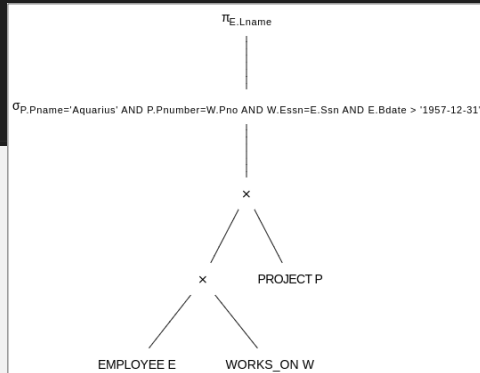 πE.Lname
σP.Pname='Aquarius' AND P.Pnumber=W.Pno AND W.Essn=E.Ssn AND E.Bdate > '1957-12-31'
×
× PROJECT P
EMPLOYEE E WORKS_ON W